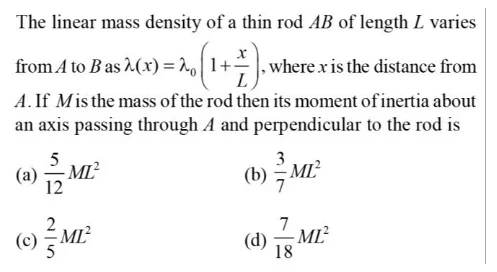 The linear mass density of a thin rod AB of length L varies
from A to B as λ(x) = λ₀ (1 + x/L), where x is the distance from
A. If M is the mass of the rod then its moment of inertia about
an axis passing through A and perpendicular to the rod is
(a) 5/12 ML² (b) 3/7 ML²
(c) 2/5 ML² (d) 7/18 ML²